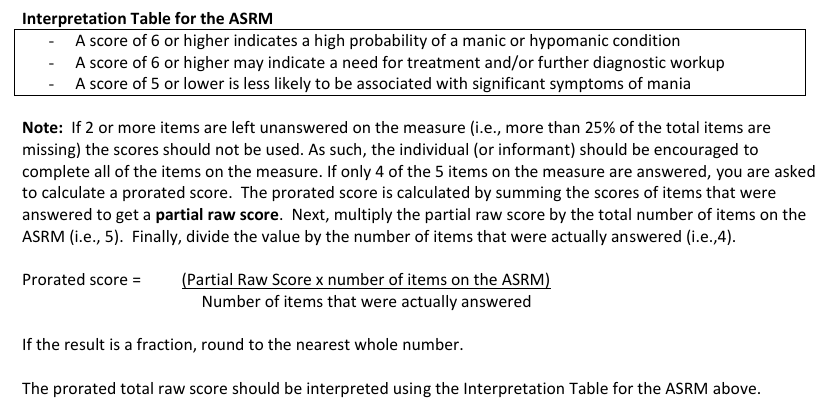 Interpretation Table for the ASRM
- A score of 6 or higher indicates a high probability of a manic or hypomanic condition
- A score of 6 or higher may indicate a need for treatment and/or further diagnostic workup
- A score of 5 or lower is less likely to be associated with significant symptoms of mania
Note: If 2 or more items are left unanswered on the measure (i.e., more than 25% of the total items are
missing) the scores should not be used. As such, the individual (or informant) should be encouraged to
complete all of the items on the measure. If only 4 of the 5 items on the measure are answered, you are asked
to calculate a prorated score. The prorated score is calculated by summing the scores of items that were
answered to get a partial raw score. Next, multiply the partial raw score by the total number of items on the
ASRM (i.e., 5). Finally, divide the value by the number of items that were actually answered (i.e.,4).
Prorated score = (Partial Raw Score x number of items on the ASRM)
Number of items that were actually answered
If the result is a fraction, round to the nearest whole number.
The prorated total raw score should be interpreted using the Interpretation Table for the ASRM above.